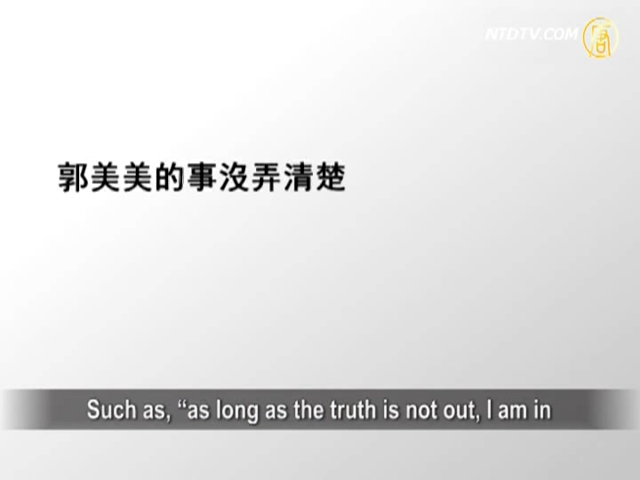 NTDTV.COM
郭美美的事沒弄清楚
Such as, “as long as the truth is not out, I am in